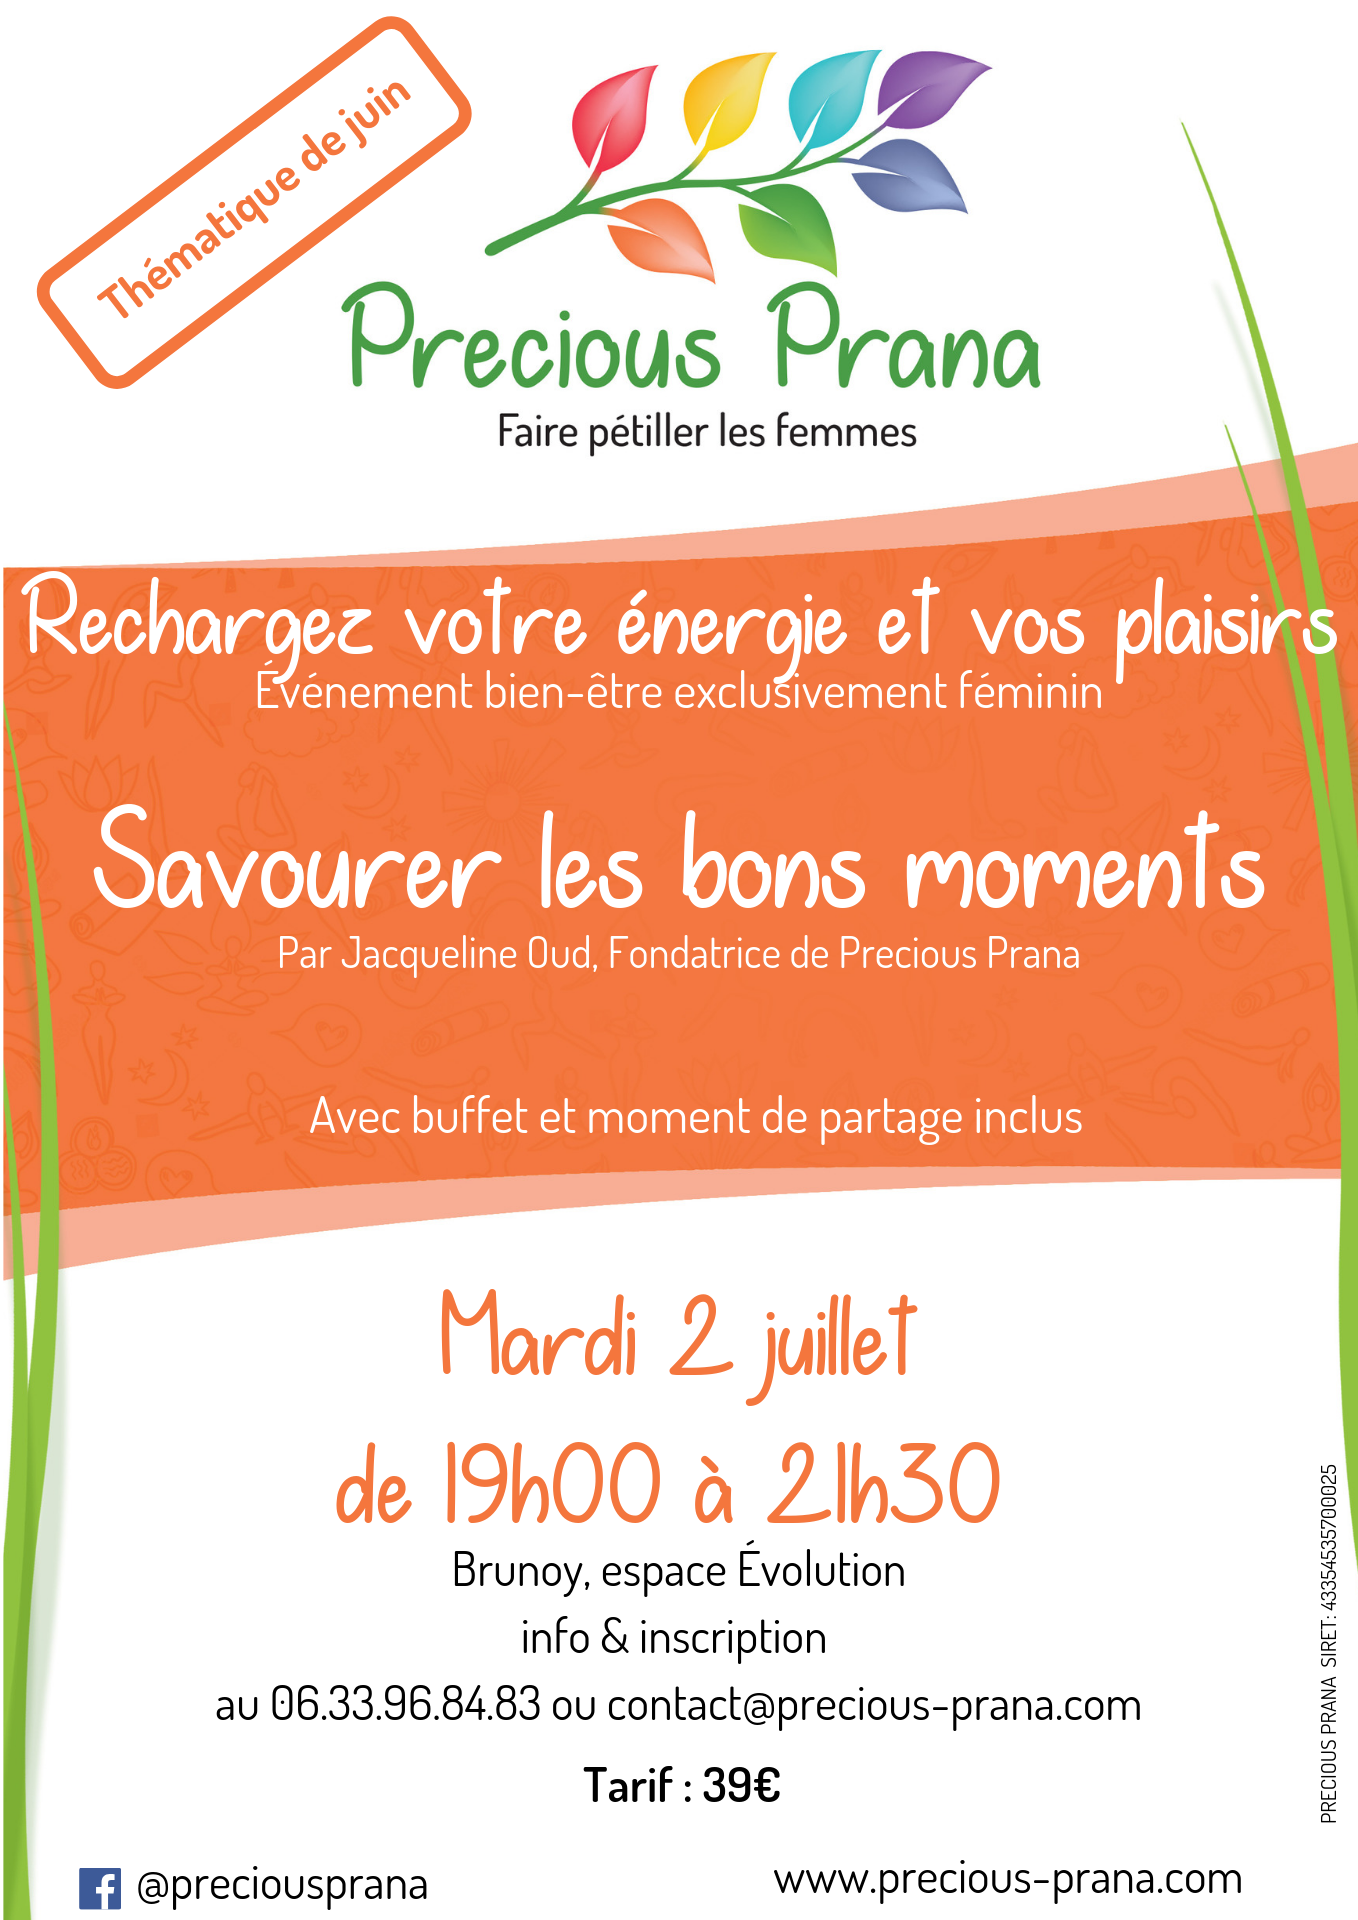 Thématique de juin
Precious Prana
Faire pétiller les femmes
Rechargez votre énergie et vos plaisirs
Événement bien-être exclusivement féminin
Savourer les bons moments
Par Jacqueline Oud, Fondatrice de Precious Prana
Avec buffet et moment de partage inclus
Mardi 2 juillet
de 19h00 à 21h30
Brunoy, espace Évolution
info & inscription
au 06.33.96.84.83 ou contact@precious-prana.com
Tarif : 39€
@preciousprana
www.precious-prana.com
PRECIOUS PRANA SIRET: 43354535700025